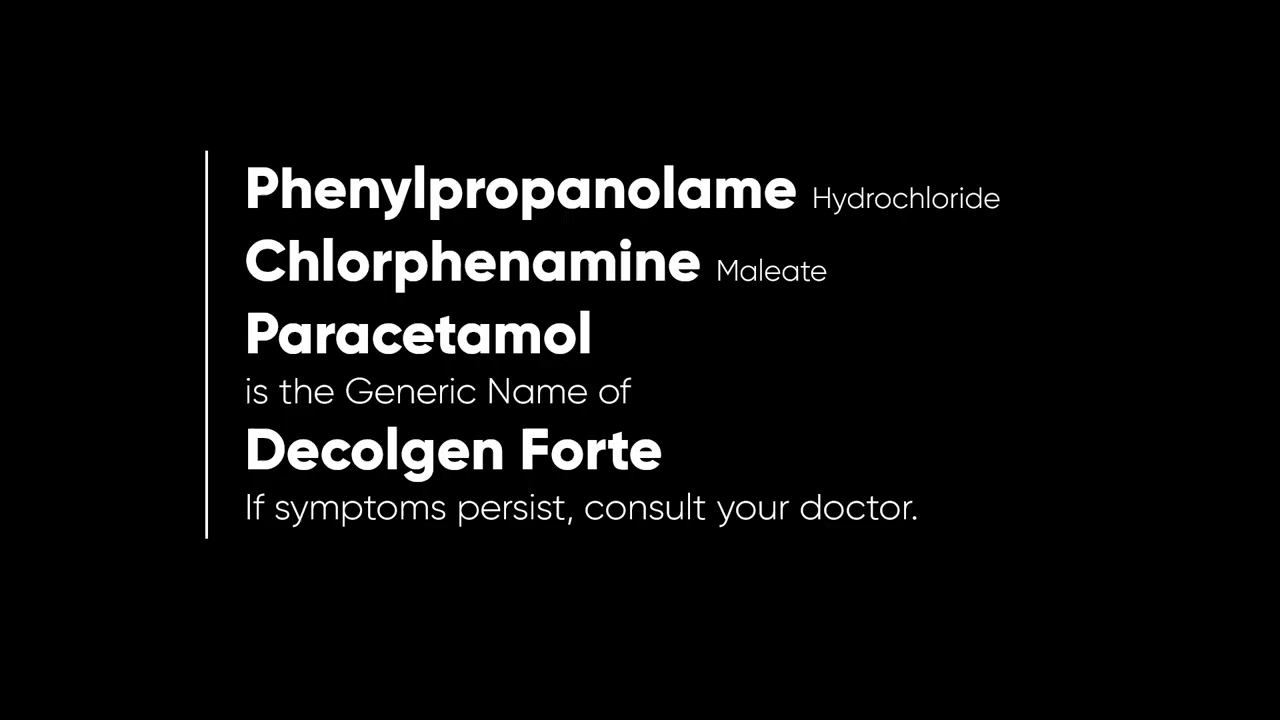 Phenylpropanolame Hydrochloride
Chlorphenamine Maleate
Paracetamol
is the Generic Name of
Decolgen Forte
If symptoms persist, consult your doctor.